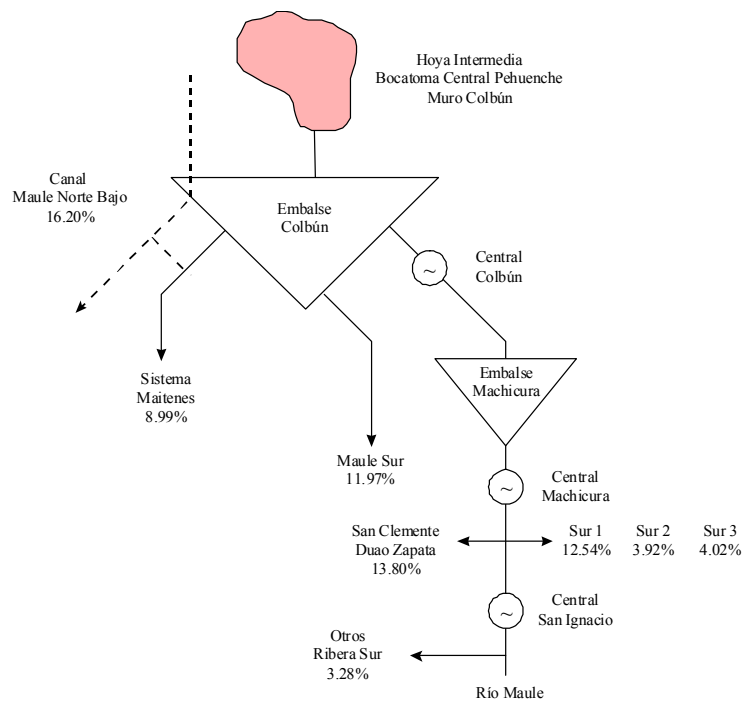 Hoya Intermedia
Bocatoma Central Pehuenche
Muro Colbún
Canal
Maule Norte Bajo
16.20%
Embalse
Colbún
Central
Colbún
~
Embalse
Machicura
Sistema
Maitenes
8.99%
Maule Sur
11.97%
~
Central
Machicura
San Clemente
Duao Zapata
13.80%
Sur 1 Sur 2 Sur 3
12.54% 3.92% 4.02%
~
Central
San Ignacio
Otros
Ribera Sur
3.28%
Río Maule